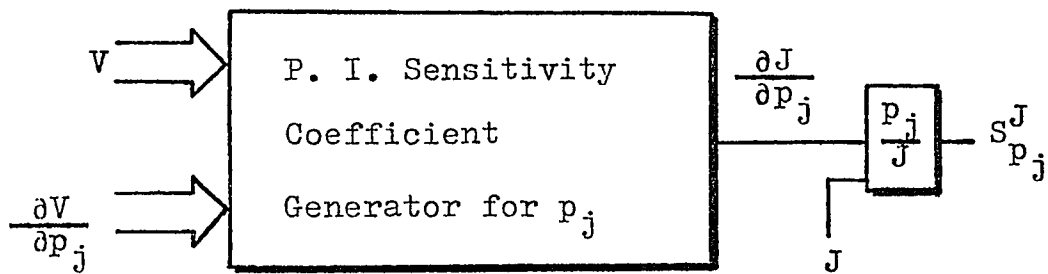 V
P. I. Sensitivity
Coefficient
Generator for p_j
∂V
∂p_j
∂J
∂p_j
p_j
J
S^J_{p_j}
J